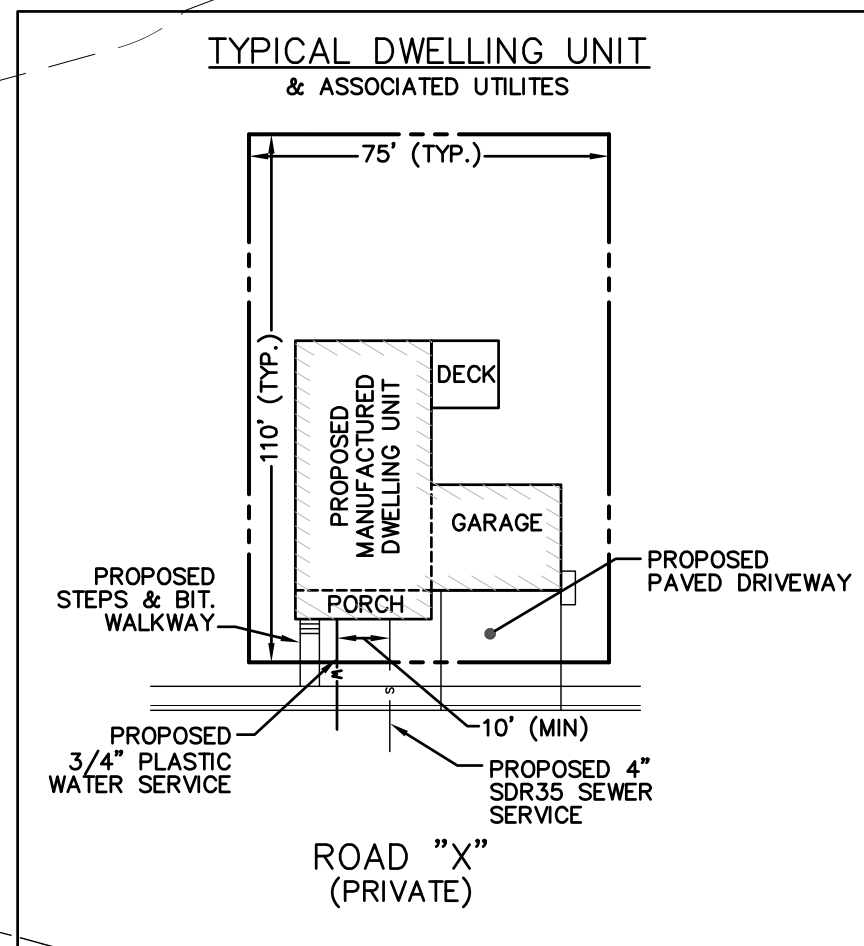 TYPICAL DWELLING UNIT
& ASSOCIATED UTILITES
75' (TYP.)
110' (TYP.)
DECK
PROPOSED
MANUFACTURED
DWELLING UNIT
GARAGE
PROPOSED
PAVED DRIVEWAY
PROPOSED
STEPS & BIT.
WALKWAY
PORCH
W
S
10' (MIN)
PROPOSED
3/4" PLASTIC
WATER SERVICE
PROPOSED 4"
SDR35 SEWER
SERVICE
ROAD "X"
(PRIVATE)